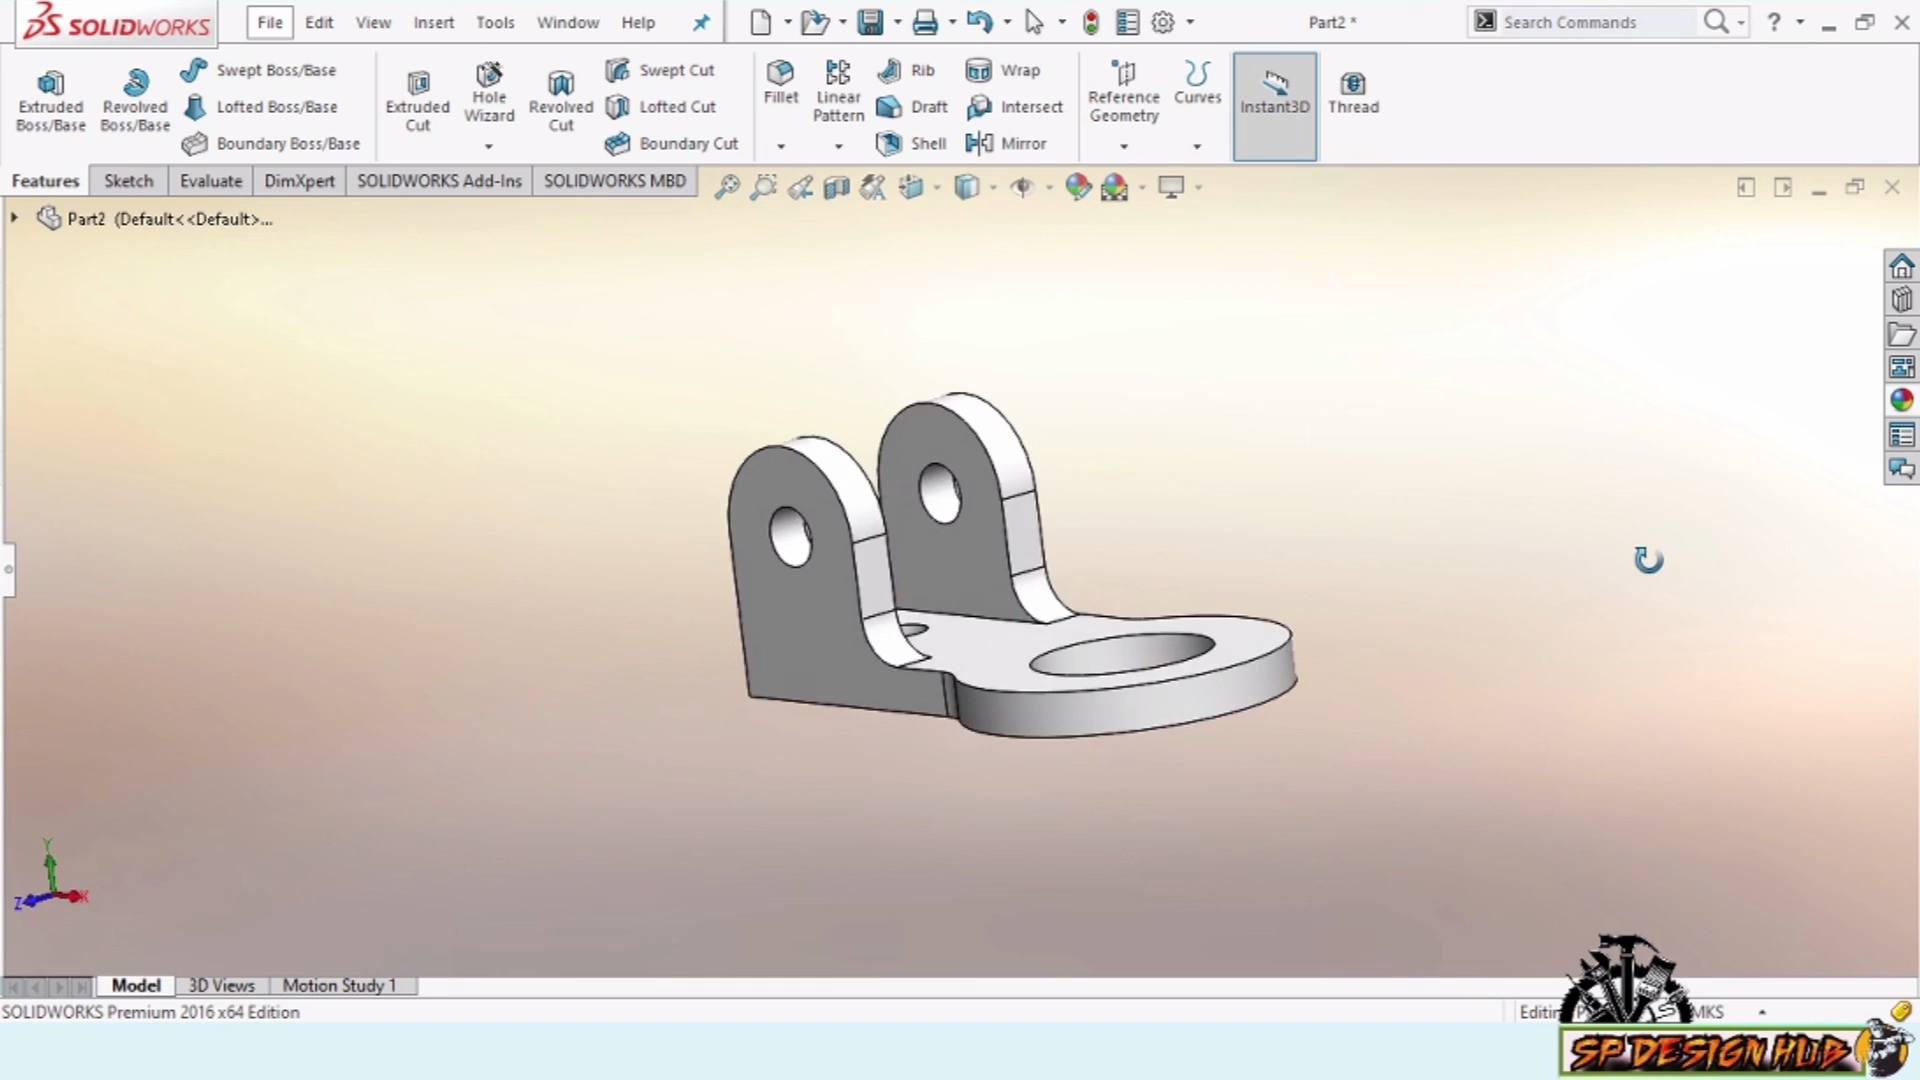 SOLIDWORKS
File Edit View Insert Tools Window Help
Part2 *
Search Commands
?
Extruded Boss/Base
Revolved Boss/Base
Swept Boss/Base
Lofted Boss/Base
Boundary Boss/Base
Extruded Cut
Hole Wizard
Revolved Cut
Swept Cut
Lofted Cut
Boundary Cut
Fillet
Linear Pattern
Rib
Draft
Shell
Wrap
Intersect
Mirror
Reference Geometry
Curves
Instant3D
Thread
Features Sketch Evaluate DimXpert SOLIDWORKS Add-Ins SOLIDWORKS MBD
Part2 (Default<<Default>...
Y
Z
X
Model 3D Views Motion Study 1
SOLIDWORKS Premium 2016 x64 Edition
SP DESIGN HUB